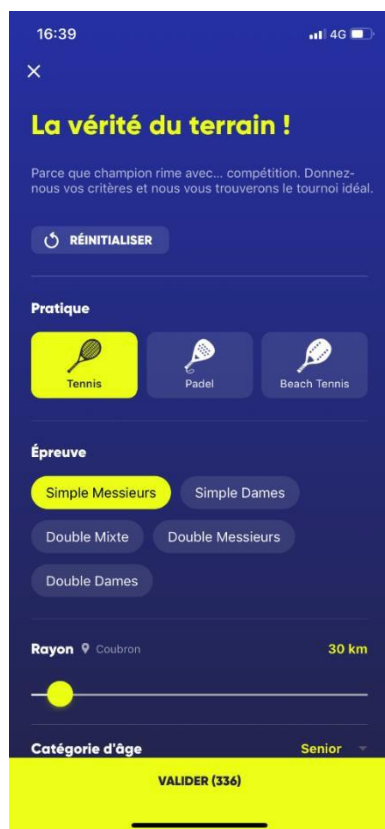 16:39 4G
La vérité du terrain !
Parce que champion rime avec... compétition. Donnez-
nous vos critères et nous vous trouverons le tournoi idéal.
RÉINITIALISER
Pratique
Tennis Padel Beach Tennis
Épreuve
Simple Messieurs Simple Dames
Double Mixte Double Messieurs
Double Dames
Rayon Coubron 30 km
Catégorie d'âge Senior
VALIDER (336)